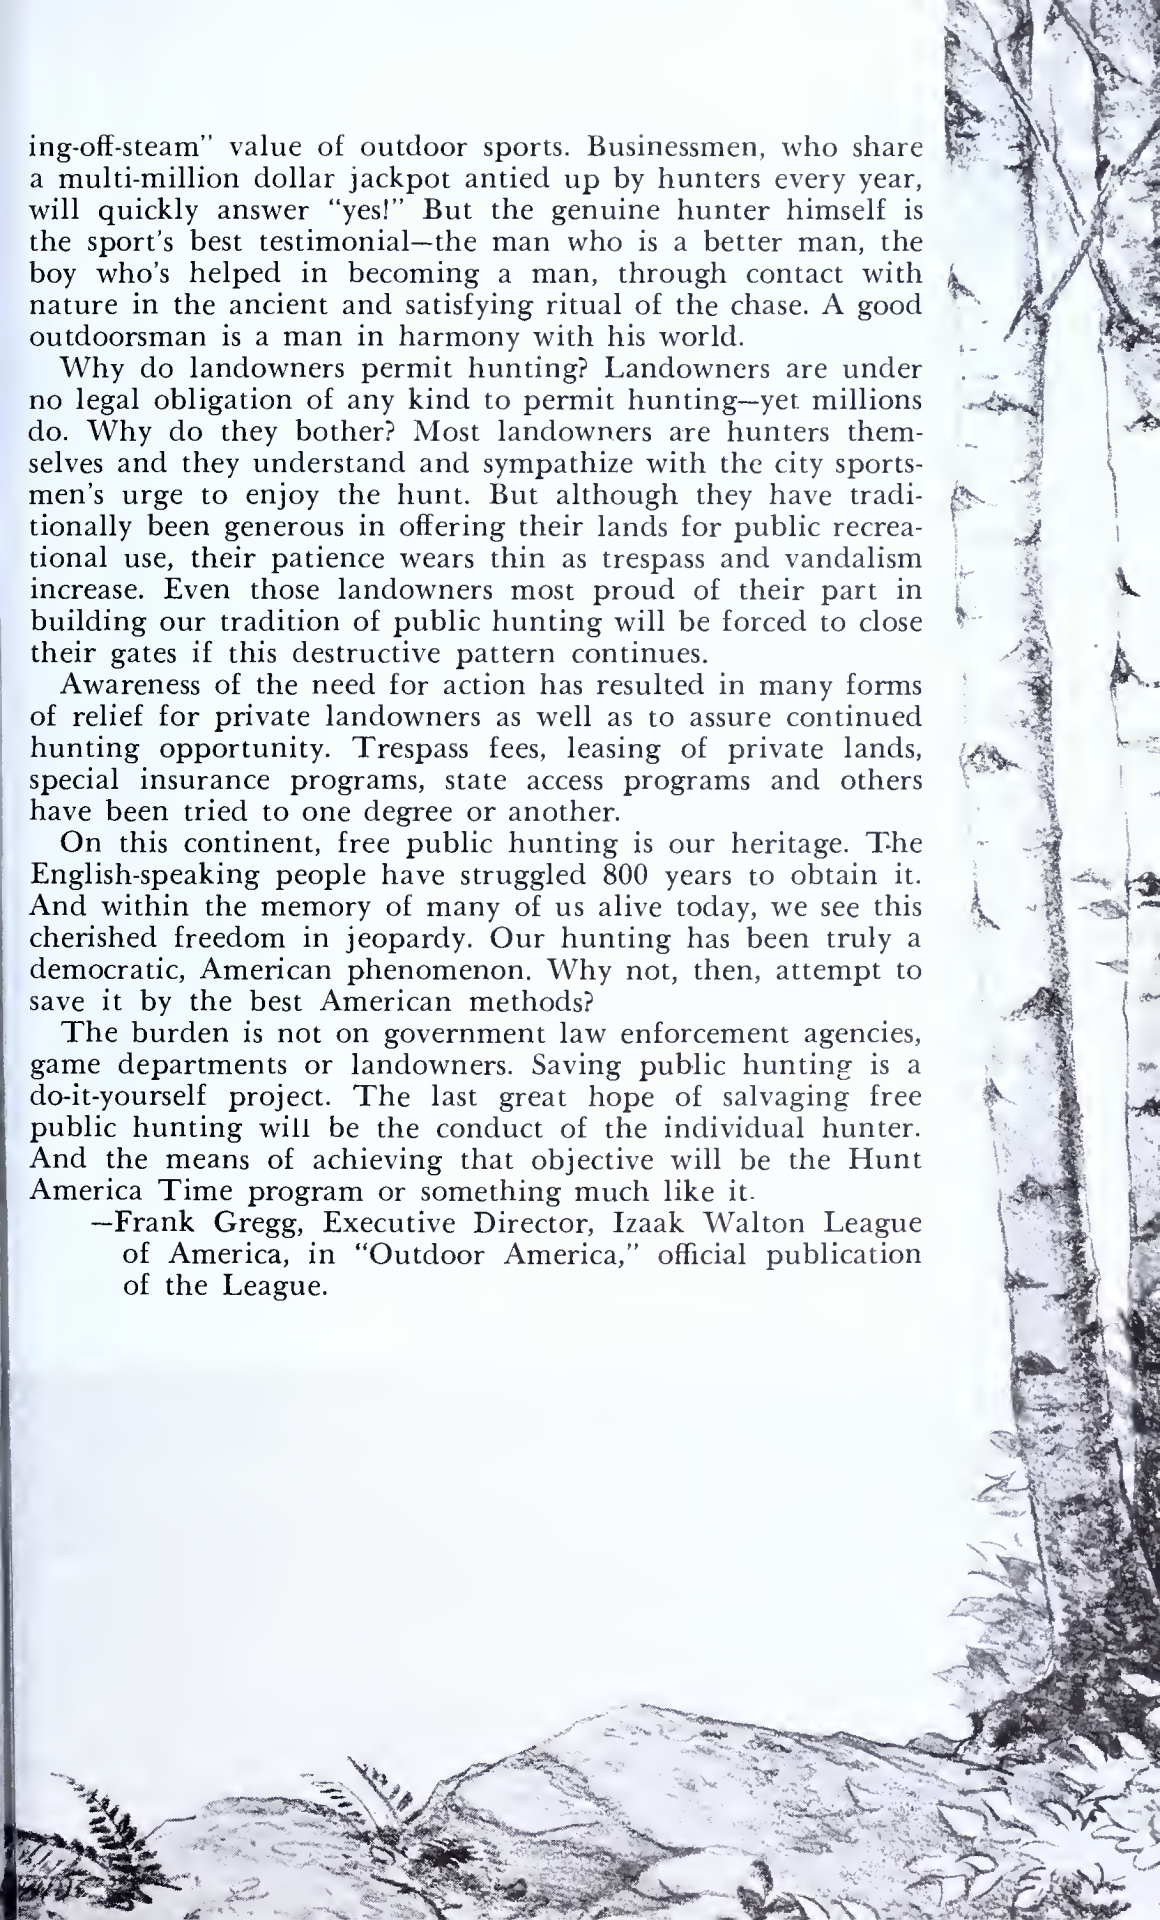 ing-off-steam" value of outdoor sports. Businessmen, who share
a multi-million dollar jackpot antied up by hunters every year,
will quickly answer "yes!" But the genuine hunter himself is
the sport's best testimonial—the man who is a better man, the
boy who's helped in becoming a man, through contact with
nature in the ancient and satisfying ritual of the chase. A good
outdoorsman is a man in harmony with his world.
Why do landowners permit hunting? Landowners are under
no legal obligation of any kind to permit hunting—yet millions
do. Why do they bother? Most landowners are hunters them-
selves and they understand and sympathize with the city sports-
men's urge to enjoy the hunt. But although they have tradi-
tionally been generous in offering their lands for public recrea-
tional use, their patience wears thin as trespass and vandalism
increase. Even those landowners most proud of their part in
building our tradition of public hunting will be forced to close
their gates if this destructive pattern continues.
Awareness of the need for action has resulted in many forms
of relief for private landowners as well as to assure continued
hunting opportunity. Trespass fees, leasing of private lands,
special insurance programs, state access programs and others
have been tried to one degree or another.
On this continent, free public hunting is our heritage. The
English-speaking people have struggled 800 years to obtain it.
And within the memory of many of us alive today, we see this
cherished freedom in jeopardy. Our hunting has been truly a
democratic, American phenomenon. Why not, then, attempt to
save it by the best American methods?
The burden is not on government law enforcement agencies,
game departments or landowners. Saving public hunting is a
do-it-yourself project. The last great hope of salvaging free
public hunting will be the conduct of the individual hunter.
And the means of achieving that objective will be the Hunt
America Time program or something much like it.
—Frank Gregg, Executive Director, Izaak Walton League
of America, in "Outdoor America," official publication
of the League.